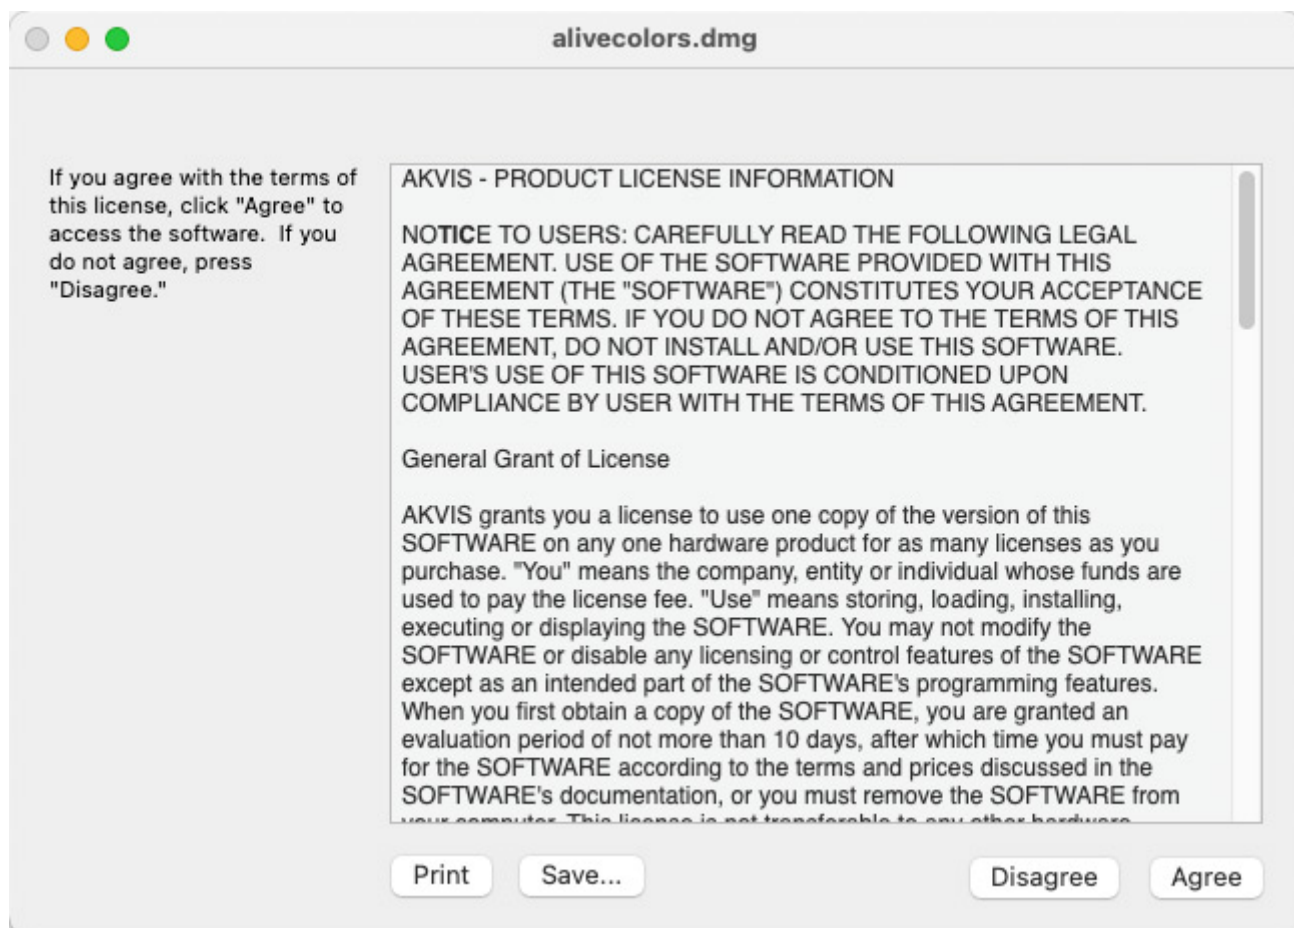 alivecolors.dmg
If you agree with the terms of
this license, click "Agree" to
access the software.  If you
do not agree, press
"Disagree."
AKVIS - PRODUCT LICENSE INFORMATION
NOTICE TO USERS: CAREFULLY READ THE FOLLOWING LEGAL
AGREEMENT. USE OF THE SOFTWARE PROVIDED WITH THIS
AGREEMENT (THE "SOFTWARE") CONSTITUTES YOUR ACCEPTANCE
OF THESE TERMS. IF YOU DO NOT AGREE TO THE TERMS OF THIS
AGREEMENT, DO NOT INSTALL AND/OR USE THIS SOFTWARE.
USER'S USE OF THIS SOFTWARE IS CONDITIONED UPON
COMPLIANCE BY USER WITH THE TERMS OF THIS AGREEMENT.
General Grant of License
AKVIS grants you a license to use one copy of the version of this
SOFTWARE on any one hardware product for as many licenses as you
purchase. "You" means the company, entity or individual whose funds are
used to pay the license fee. "Use" means storing, loading, installing,
executing or displaying the SOFTWARE. You may not modify the
SOFTWARE or disable any licensing or control features of the SOFTWARE
except as an intended part of the SOFTWARE's programming features.
When you first obtain a copy of the SOFTWARE, you are granted an
evaluation period of not more than 10 days, after which time you must pay
for the SOFTWARE according to the terms and prices discussed in the
SOFTWARE's documentation, or you must remove the SOFTWARE from
your computer. This license is not transferable to any other hardware
Print
Save...
Disagree
Agree